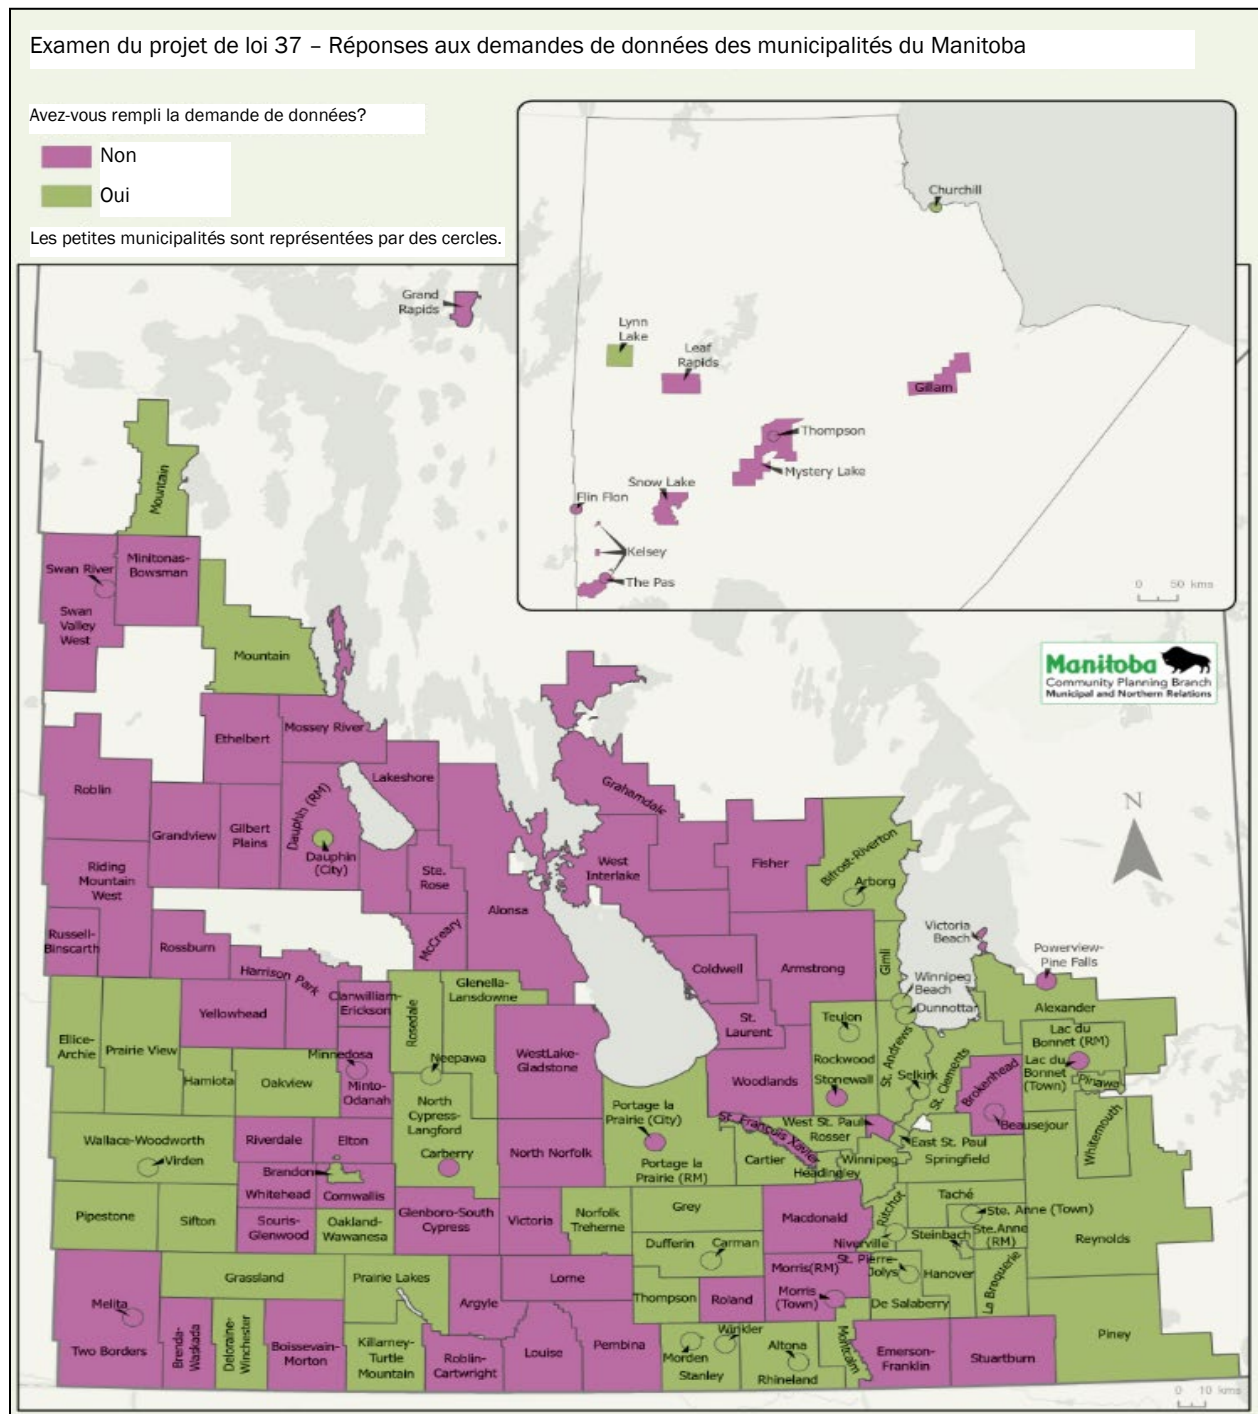 Examen du projet de loi 37 – Réponses aux demandes de données des municipalités du Manitoba
Avez-vous rempli la demande de données?
Non
Oui
Les petites municipalités sont représentées par des cercles.
Churchill
Lynn
Lake
Leaf
Rapids
Gillam
Thompson
Mystery Lake
Snow Lake
Flin Flon
Kelsey
The Pas
0 50 kms
Grand
Rapids
Mountain
Swan River
Minitonas-
Bowsman
Swan
Valley
West
Mountain
Manitoba
Community Planning Branch
Municipal and Northern Relations
Ethelbert
Mossey River
Lakeshore
Roblin
Grandview
Gilbert
Plains
Dauphin (RM)
Dauphin
(City)
Ste.
Rose
Grahamdale
West
Interlake
Fisher
Bifrost-Riverton
Arborg
N
Riding
Mountain
West
Alonsa
Russell-
Binscarth
Rossburn
McCreary
Harrison Park
Coldwell
Armstrong
Gimli
Victoria
Beach
Powerview-
Pine Falls
Winnipeg
Beach
Dunnottar
Alexander
Yellowhead
Clanwilliam-
Erickson
Rosedale
Glenella-
Lansdowne
St.
Laurent
Teulon
St. Andrews
Lac du
Bonnet (RM)
Ellice-
Archie
Prairie View
Hamiota
Oakview
Minnedosa
Minto-
Odanah
Neepawa
WestLake-
Gladstone
Woodlands
Rockwood
Stonewall
Selkirk
St. Clements
Brokenhead
Lac du
Bonnet
(Town)
Pinawa
North
Cypress-
Langford
Portage la
Prairie (City)
St. François Xavier
West St. Paul
Rosser
Beausejour
Whitemouth
Wallace-Woodworth
Virden
Riverdale
Elton
Carberry
North Norfolk
Portage la
Prairie (RM)
Cartier
Headingley
Winnipeg
East St. Paul
Springfield
Brandon
Whitehead
Cornwallis
Pipestone
Sifton
Souris-
Glenwood
Oakland-
Wawanesa
Glenboro-South
Cypress
Victoria
Norfolk
Treherne
Grey
Macdonald
Ritchot
Taché
Ste. Anne (Town)
Dufferin
Carman
Niverville
Steinbach
Ste.Anne
(RM)
Reynolds
Grassland
Prairie Lakes
Lorne
Morris(RM)
St. Pierre-
Jolys
Hanover
La Broquerie
Melita
Argyle
Thompson
Roland
Morris
(Town)
De Salaberry
Two Borders
Brenda-
Waskada
Deloraine-
Winchester
Boissevain-
Morton
Killarney-
Turtle
Mountain
Roblin-
Cartwright
Louise
Pembina
Morden
Winkler
Stanley
Altona
Rhineland
Montcalm
Emerson-
Franklin
Stuartburn
Piney
0 10 kms